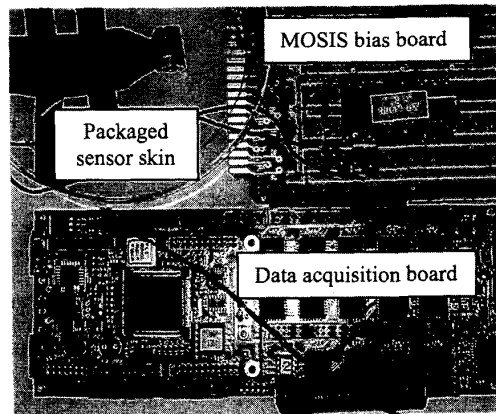 MOSIS bias board
Packaged
sensor skin
Data acquisition board